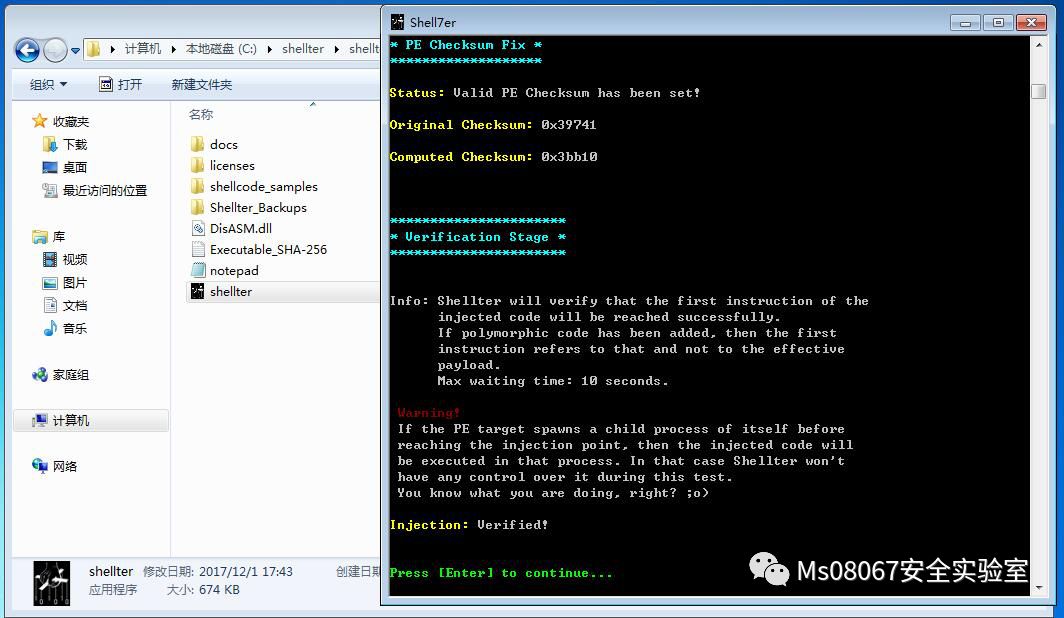 Shell7er
计算机 本地磁盘 (C:) shellter shellt
组织 打开 新建文件夹
收藏夹
下载
桌面
最近访问的位置
库
视频
图片
文档
音乐
家庭组
计算机
网络
名称
docs
licenses
shellcode_samples
Shellter_Backups
DisASM.dll
Executable_SHA-256
notepad
shellter
shellter 修改日期: 2017/12/1 17:43 创建日期
应用程序 大小: 674 KB
* PE Checksum Fix *
*******************
Status: Valid PE Checksum has been set!
Original Checksum: 0x39741
Computed Checksum: 0x3bb10
**********************
* Verification Stage *
**********************
Info: Shellter will verify that the first instruction of the
injected code will be reached successfully.
If polymorphic code has been added, then the first
instruction refers to that and not to the effective
payload.
Max waiting time: 10 seconds.
Warning!
If the PE target spawns a child process of itself before
reaching the injection point, then the injected code will
be executed in that process. In that case Shellter won't
have any control over it during this test.
You know what you are doing, right? ;o)
Injection: Verified!
Press [Enter] to continue...
Ms08067安全实验室